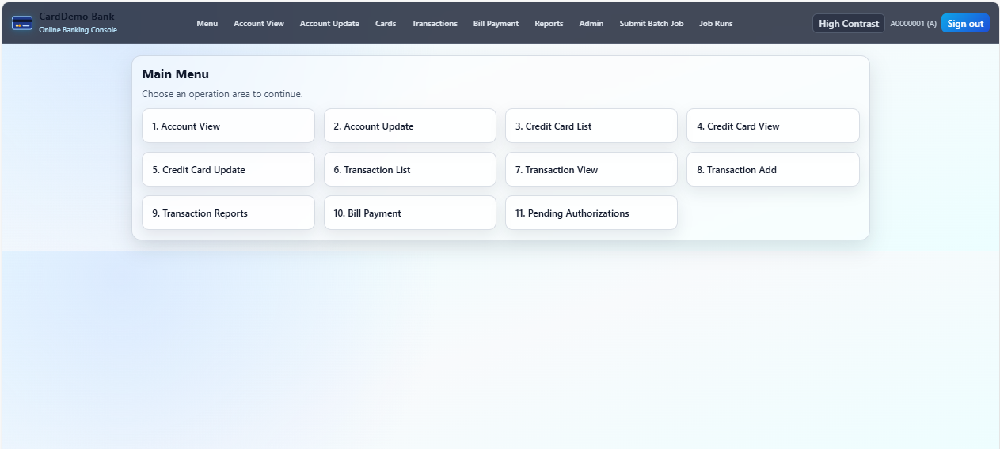 CardDemo Bank
Online Banking Console
Menu Account View Account Update Cards Transactions Bill Payment Reports Admin Submit Batch Job Job Runs
High Contrast A0000001 (A) Sign out
Main Menu
Choose an operation area to continue.
1. Account View 2. Account Update 3. Credit Card List 4. Credit Card View
5. Credit Card Update 6. Transaction List 7. Transaction View 8. Transaction Add
9. Transaction Reports 10. Bill Payment 11. Pending Authorizations